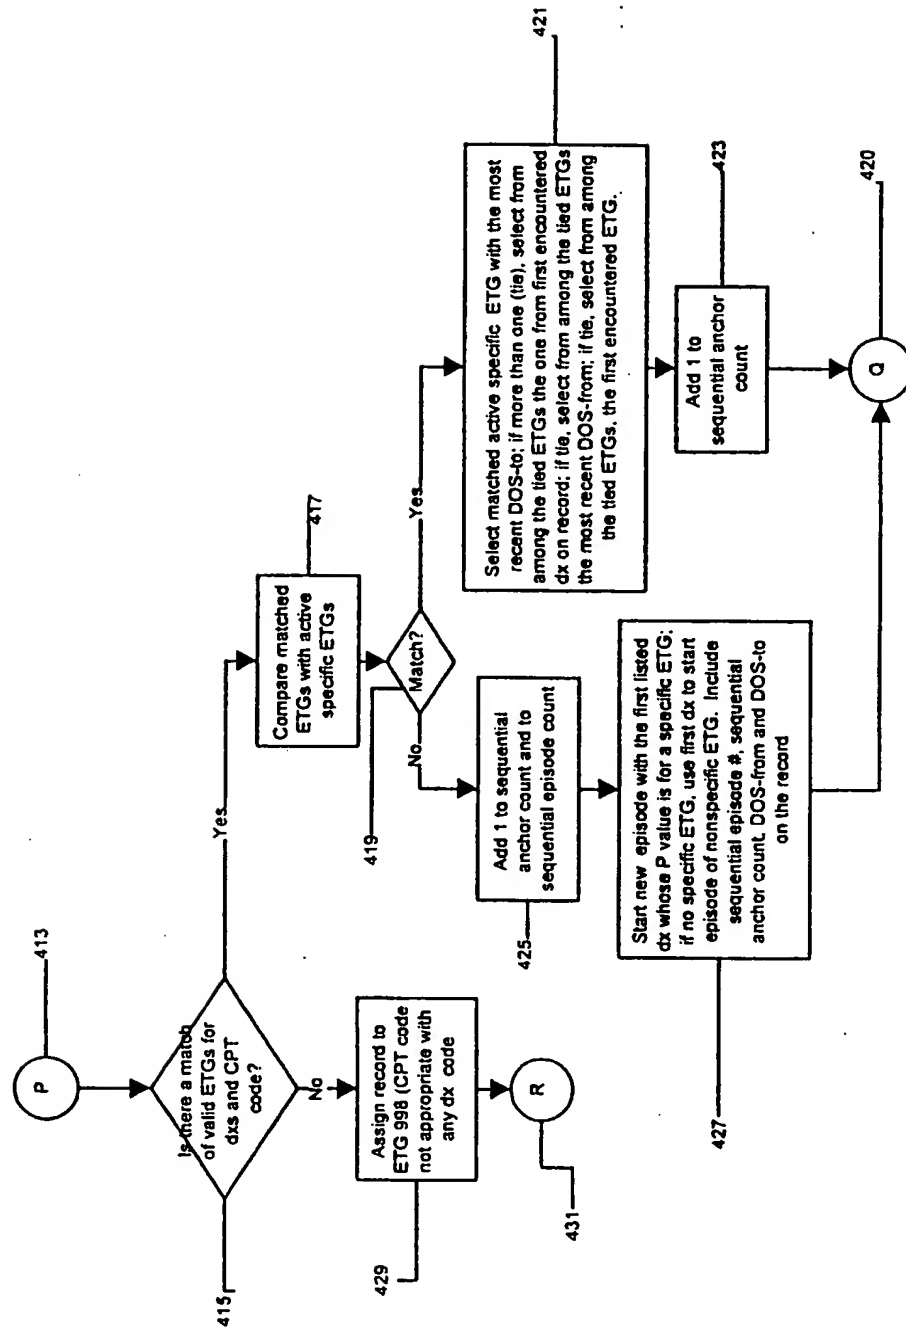 P
413
Is there a match
of valid ETGs for
dxs and CPT
code?
415
Yes
No
Assign record to
ETG 998 (CPT code
not appropriate with
any dx code
429
R
431
Compare matched
ETGs with active
specific ETGs
417
Match?
419
Yes
No
Add 1 to sequential
anchor count and to
sequential episode count
425
Start new episode with the first listed
dx whose P value is for a specific ETG;
if no specific ETG, use first dx to start
episode of nonspecific ETG. Include
sequential episode #, sequential
anchor count, DOS-from and DOS-to
on the record
427
Select matched active specific ETG with the most
recent DOS-to; if more than one (tie), select from
among the tied ETGs the one from first encountered
dx on record; if tie, select from among the tied ETGs
the most recent DOS-from; if tie, select from among
the tied ETGs, the first encountered ETG.
421
Add 1 to
sequential anchor
count
423
Q
420